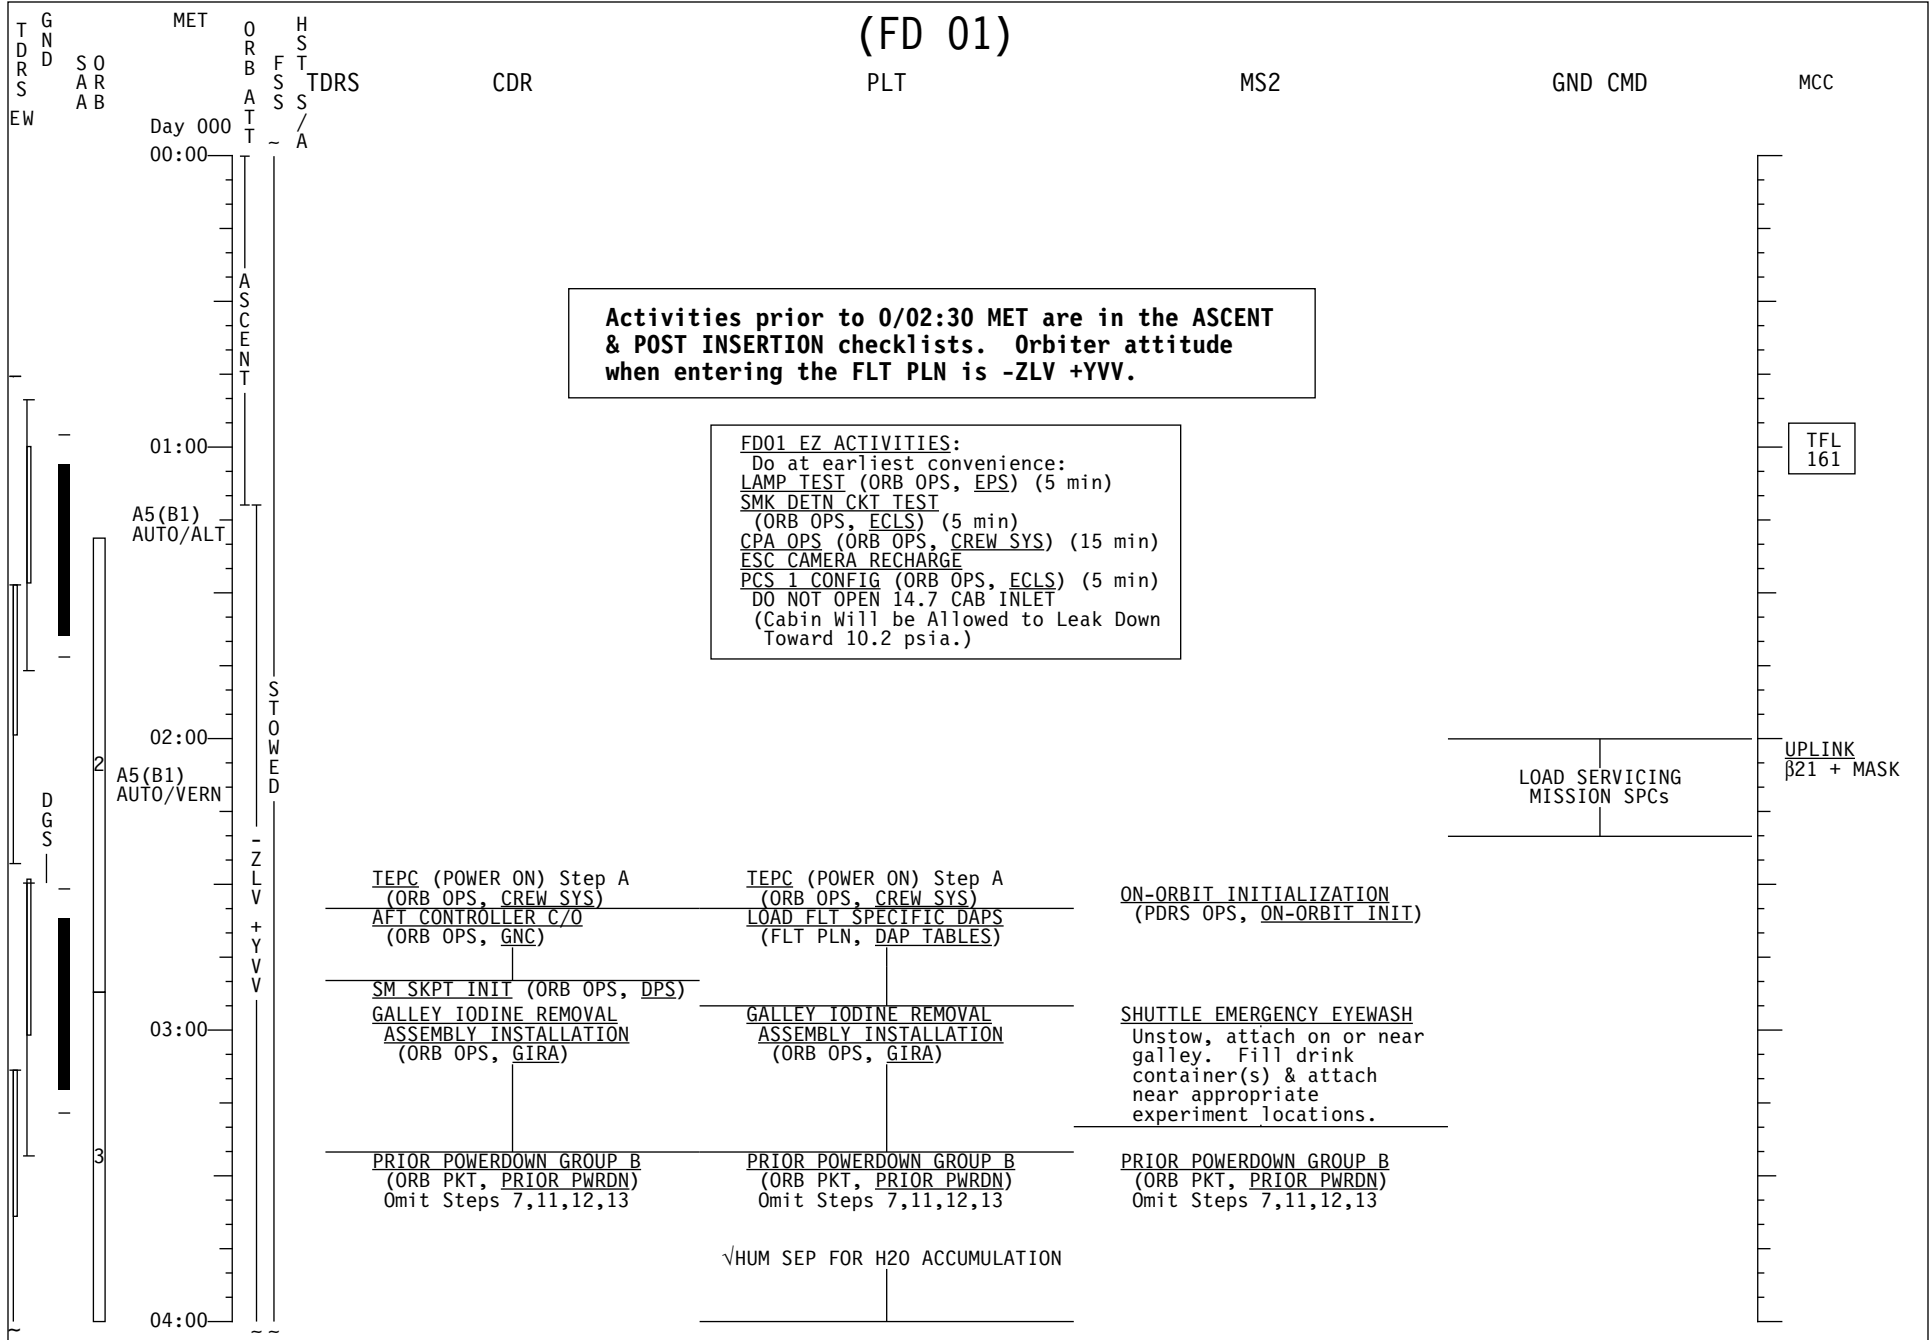 (FD 01)
TDRS
EW
GND
SAA
ORB
MET
ORB ATT
FSS
HST S/A
TDRS
CDR
PLT
MS2
GND CMD
MCC
Day 000
~
00:00
ASCENT
Activities prior to 0/02:30 MET are in the ASCENT
& POST INSERTION checklists. Orbiter attitude
when entering the FLT PLN is -ZLV +YVV.
01:00
FD01 EZ ACTIVITIES:
Do at earliest convenience:
LAMP TEST (ORB OPS, EPS) (5 min)
SMK DETN CKT TEST
(ORB OPS, ECLS) (5 min)
CPA OPS (ORB OPS, CREW SYS) (15 min)
ESC CAMERA RECHARGE
PCS 1 CONFIG (ORB OPS, ECLS) (5 min)
DO NOT OPEN 14.7 CAB INLET
(Cabin Will be Allowed to Leak Down
Toward 10.2 psia.)
TFL
161
A5(B1)
AUTO/ALT
STOWED
02:00
2
A5(B1)
AUTO/VERN
DGS
LOAD SERVICING
MISSION SPCs
UPLINK
β21 + MASK
-ZLV +YVV
TEPC (POWER ON) Step A
(ORB OPS, CREW SYS)
AFT CONTROLLER C/O
(ORB OPS, GNC)
SM SKPT INIT (ORB OPS, DPS)
GALLEY IODINE REMOVAL
ASSEMBLY INSTALLATION
(ORB OPS, GIRA)
PRIOR POWERDOWN GROUP B
(ORB PKT, PRIOR PWRDN)
Omit Steps 7,11,12,13
TEPC (POWER ON) Step A
(ORB OPS, CREW SYS)
LOAD FLT SPECIFIC DAPS
(FLT PLN, DAP TABLES)
GALLEY IODINE REMOVAL
ASSEMBLY INSTALLATION
(ORB OPS, GIRA)
PRIOR POWERDOWN GROUP B
(ORB PKT, PRIOR PWRDN)
Omit Steps 7,11,12,13
√HUM SEP FOR H2O ACCUMULATION
ON-ORBIT INITIALIZATION
(PDRS OPS, ON-ORBIT INIT)
SHUTTLE EMERGENCY EYEWASH
Unstow, attach on or near
galley. Fill drink
container(s) & attach
near appropriate
experiment locations.
PRIOR POWERDOWN GROUP B
(ORB PKT, PRIOR PWRDN)
Omit Steps 7,11,12,13
03:00
3
04:00
~
~~